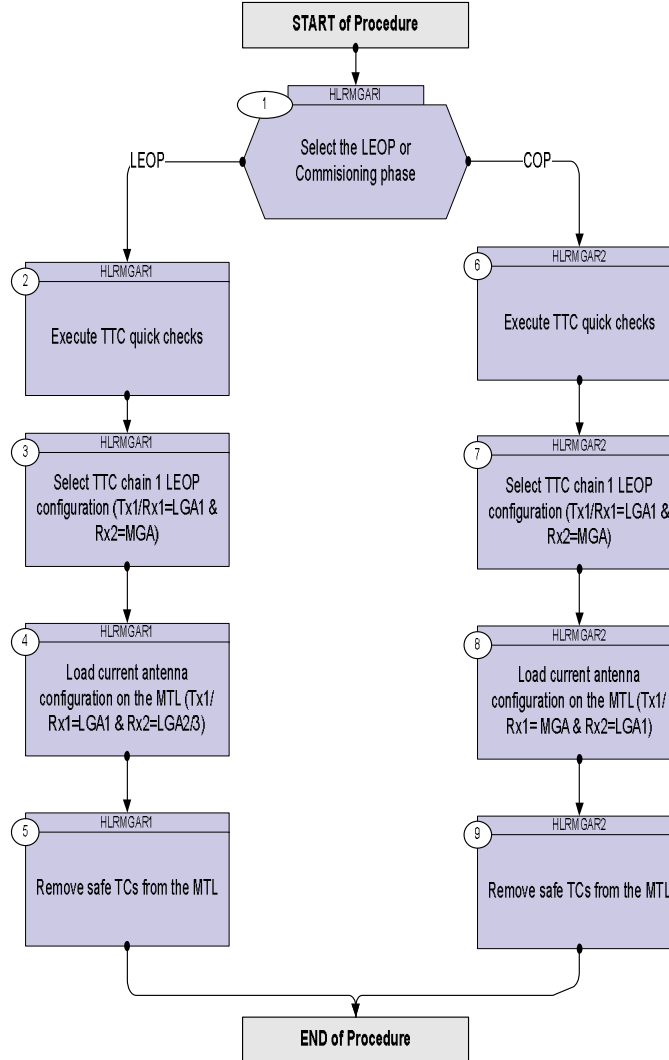 START of Procedure
HLRMGARI
1
Select the LEOP or
Commisioning phase
LEOP
COP
HLRMGAR1
2
Execute TTC quick checks
HLRMGAR1
3
Select TTC chain 1 LEOP
configuration (Tx1/Rx1=LGA1 &
Rx2=MGA)
HLRMGAR1
4
Load current antenna
configuration on the MTL (Tx1/
Rx1=LGA1 & Rx2=LGA2/3)
HLRMGAR1
5
Remove safe TCs from the MTL
HLRMGAR2
6
Execute TTC quick checks
HLRMGAR2
7
Select TTC chain 1 LEOP
configuration (Tx1/Rx1=LGA1 &
Rx2=MGA)
HLRMGAR2
8
Load current antenna
configuration on the MTL (Tx1/
Rx1= MGA & Rx2=LGA1)
HLRMGAR2
9
Remove safe TCs from the MTL
END of Procedure